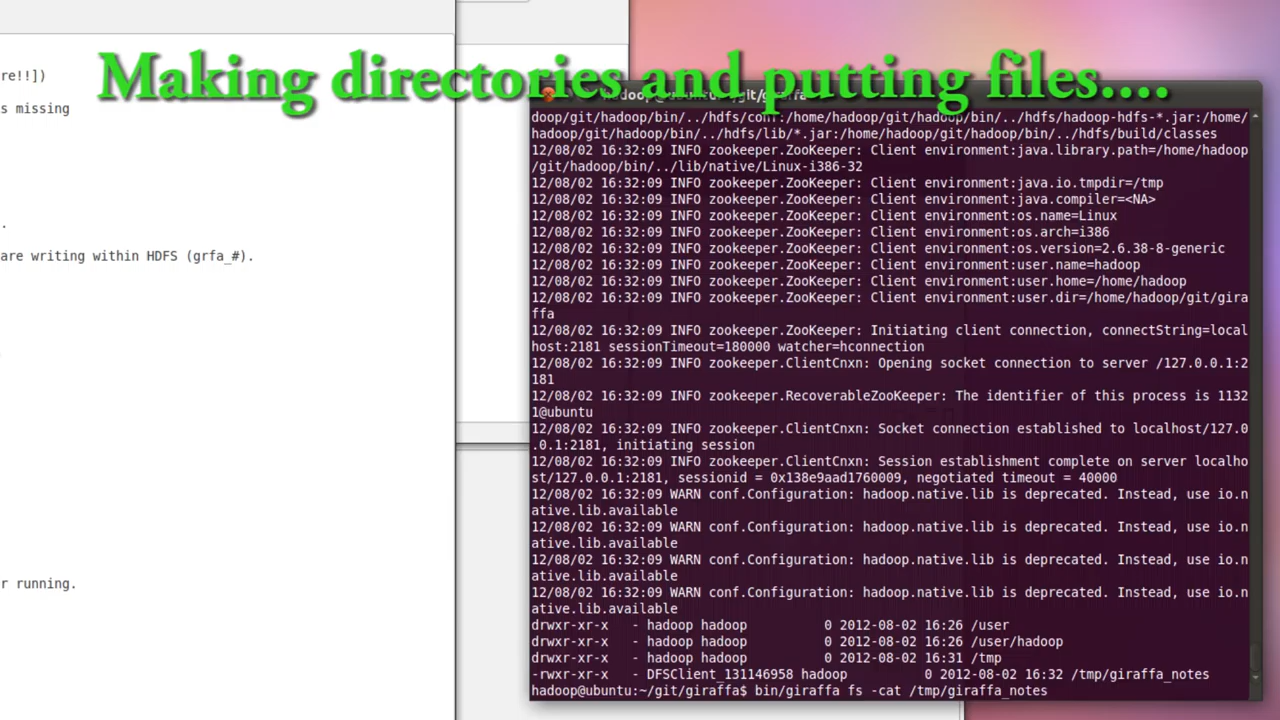 Making directories and putting files....
re!!])
s missing
.
are writing within HDFS (grfa_#).
r running.
doop/git/hadoop/bin/../hdfs/conf:/home/hadoop/git/hadoop/bin/../hdfs/hadoop-hdfs-*.jar:/home/
hadoop/git/hadoop/bin/../hdfs/lib/*.jar:/home/hadoop/git/hadoop/bin/../hdfs/build/classes
12/08/02 16:32:09 INFO zookeeper.ZooKeeper: Client environment:java.library.path=/home/hadoop
/git/hadoop/bin/../lib/native/Linux-i386-32
12/08/02 16:32:09 INFO zookeeper.ZooKeeper: Client environment:java.io.tmpdir=/tmp
12/08/02 16:32:09 INFO zookeeper.ZooKeeper: Client environment:java.compiler=<NA>
12/08/02 16:32:09 INFO zookeeper.ZooKeeper: Client environment:os.name=Linux
12/08/02 16:32:09 INFO zookeeper.ZooKeeper: Client environment:os.arch=i386
12/08/02 16:32:09 INFO zookeeper.ZooKeeper: Client environment:os.version=2.6.38-8-generic
12/08/02 16:32:09 INFO zookeeper.ZooKeeper: Client environment:user.name=hadoop
12/08/02 16:32:09 INFO zookeeper.ZooKeeper: Client environment:user.home=/home/hadoop
12/08/02 16:32:09 INFO zookeeper.ZooKeeper: Client environment:user.dir=/home/hadoop/git/gira
ffa
12/08/02 16:32:09 INFO zookeeper.ZooKeeper: Initiating client connection, connectString=local
host:2181 sessionTimeout=180000 watcher=hconnection
12/08/02 16:32:09 INFO zookeeper.ClientCnxn: Opening socket connection to server /127.0.0.1:2
181
12/08/02 16:32:09 INFO zookeeper.RecoverableZooKeeper: The identifier of this process is 1132
1@ubuntu
12/08/02 16:32:09 INFO zookeeper.ClientCnxn: Socket connection established to localhost/127.0
.0.1:2181, initiating session
12/08/02 16:32:09 INFO zookeeper.ClientCnxn: Session establishment complete on server localho
st/127.0.0.1:2181, sessionid = 0x138e9aad1760009, negotiated timeout = 40000
12/08/02 16:32:09 WARN conf.Configuration: hadoop.native.lib is deprecated. Instead, use io.n
ative.lib.available
12/08/02 16:32:09 WARN conf.Configuration: hadoop.native.lib is deprecated. Instead, use io.n
ative.lib.available
12/08/02 16:32:09 WARN conf.Configuration: hadoop.native.lib is deprecated. Instead, use io.n
ative.lib.available
12/08/02 16:32:09 WARN conf.Configuration: hadoop.native.lib is deprecated. Instead, use io.n
ative.lib.available
drwxr-xr-x - hadoop hadoop 0 2012-08-02 16:26 /user
drwxr-xr-x - hadoop hadoop 0 2012-08-02 16:26 /user/hadoop
drwxr-xr-x - hadoop hadoop 0 2012-08-02 16:31 /tmp
-rwxr-xr-x - DFSClient_131146958 hadoop 0 2012-08-02 16:32 /tmp/giraffa_notes
hadoop@ubuntu:~/git/giraffa$ bin/giraffa fs -cat /tmp/giraffa_notes